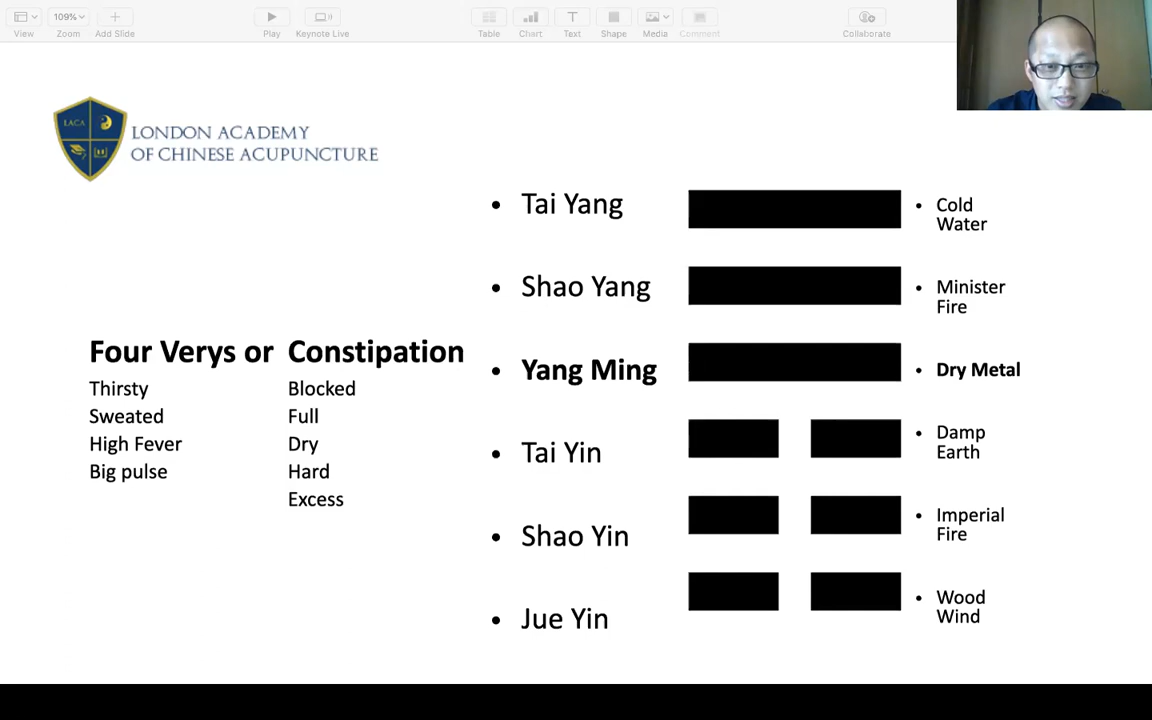 109%
View
Zoom
Add Slide
Play
Keynote Live
Table
Chart
Text
Shape
Media
Comment
Collaborate
LACA
LONDON ACADEMY
OF CHINESE ACUPUNCTURE
Four Verys or Constipation
Thirsty
Sweated
High Fever
Big pulse
Blocked
Full
Dry
Hard
Excess
• Tai Yang
• Shao Yang
• Yang Ming
• Tai Yin
• Shao Yin
• Jue Yin
• Cold
Water
• Minister
Fire
• Dry Metal
• Damp
Earth
• Imperial
Fire
• Wood
Wind